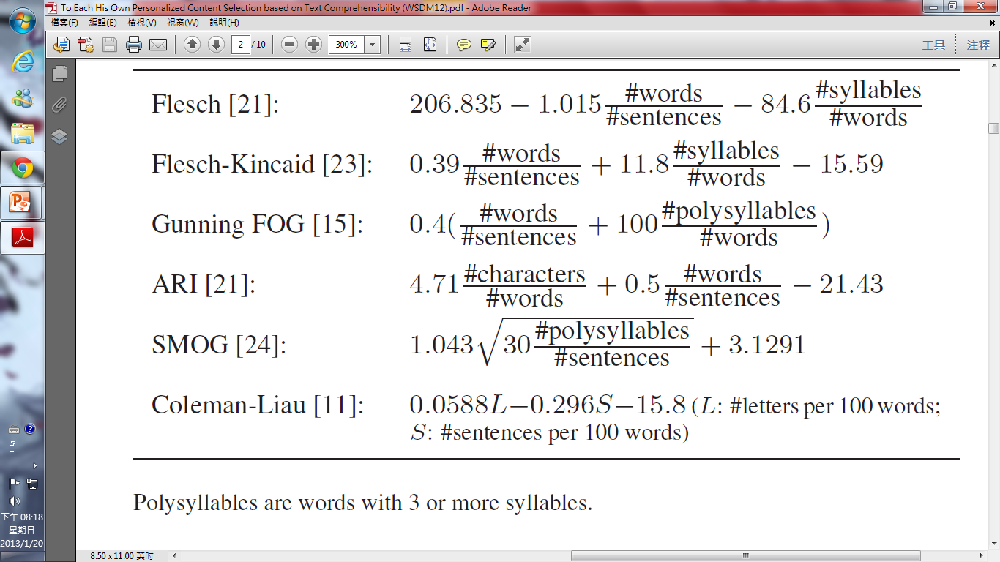 To Each His Own Personalized Content Selection based on Text Comprehensibility (WSDM12).pdf - Adobe Reader
檔案(F) 編輯(E) 檢視(V) 視窗(W) 說明(H)
2 / 10 300% 工具 注釋
Flesch [21]: 206.835 − 1.015 #words/#sentences − 84.6 #syllables/#words
Flesch-Kincaid [23]: 0.39 #words/#sentences + 11.8 #syllables/#words − 15.59
Gunning FOG [15]: 0.4( #words/#sentences + 100 #polysyllables/#words )
ARI [21]: 4.71 #characters/#words + 0.5 #words/#sentences − 21.43
SMOG [24]: 1.043 √(30 #polysyllables/#sentences) + 3.1291
Coleman-Liau [11]: 0.0588L−0.296S−15.8 (L: #letters per 100 words;
S: #sentences per 100 words)
Polysyllables are words with 3 or more syllables.
下午 08:18
星期日
2013/1/20
8.50 x 11.00 英吋